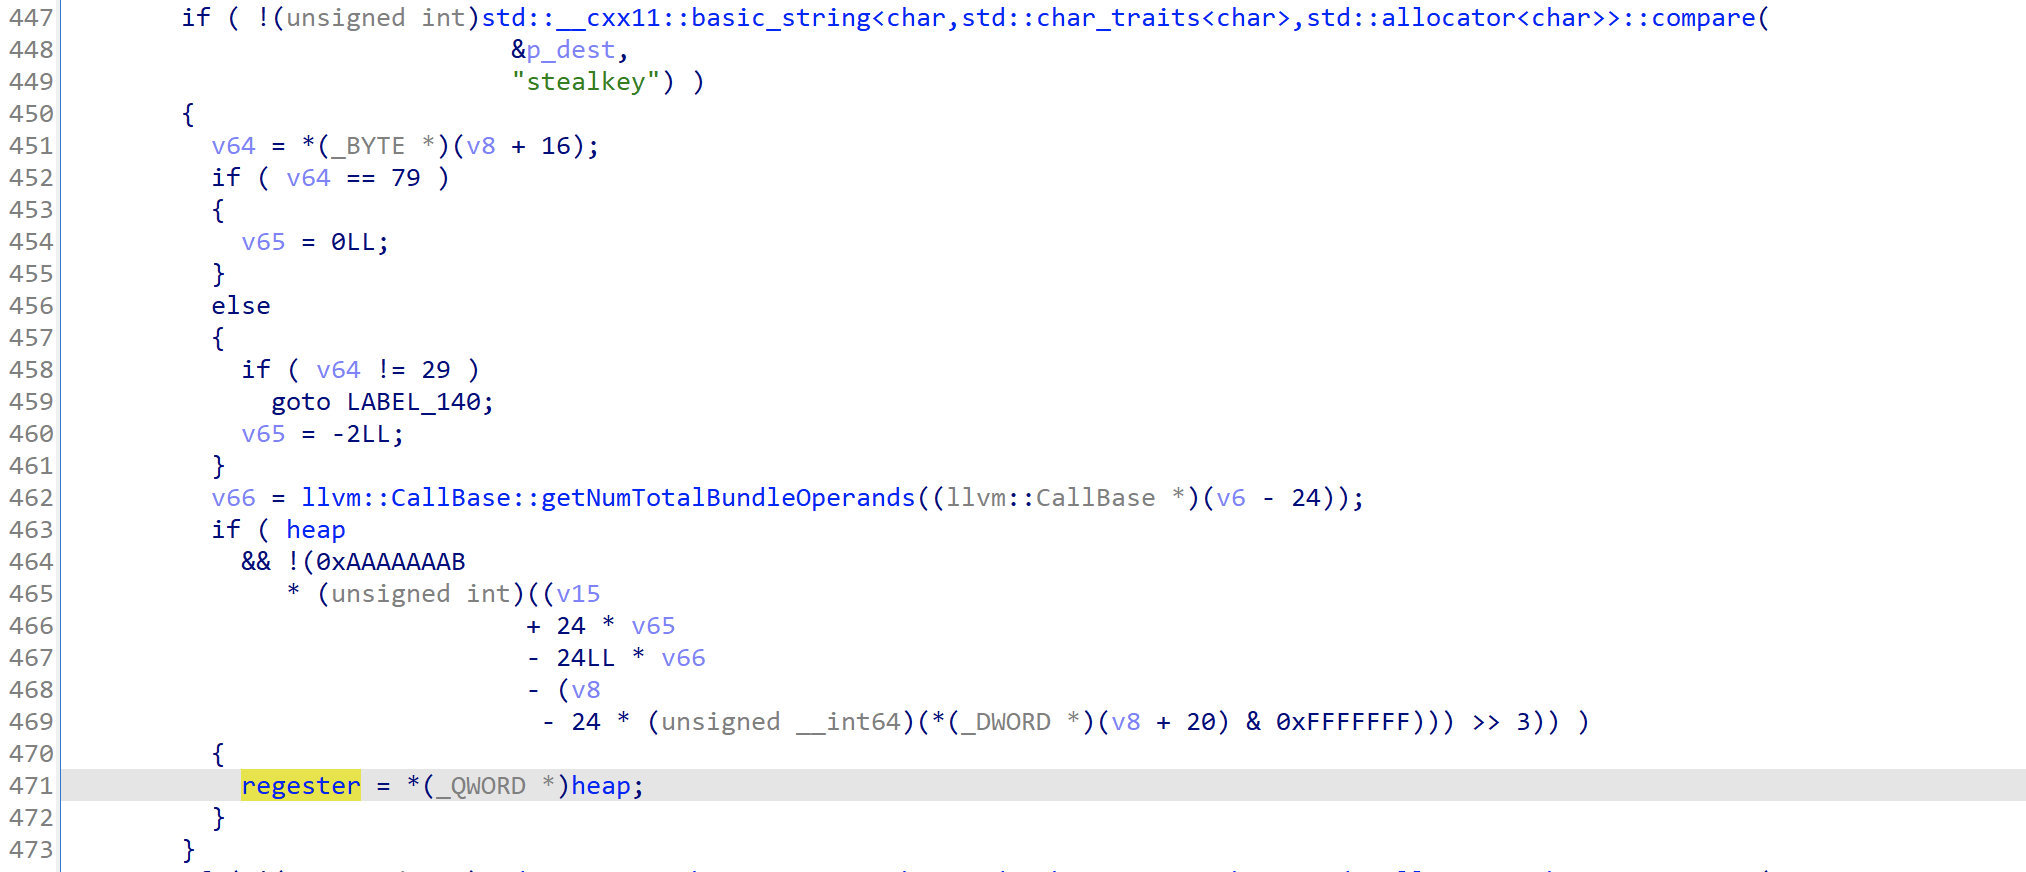 447 if ( !(unsigned int)std::__cxx11::basic_string<char,std::char_traits<char>,std::allocator<char>>::compare(
448 &p_dest,
449 "stealkey") )
450 {
451 v64 = *(_BYTE *)(v8 + 16);
452 if ( v64 == 79 )
453 {
454 v65 = 0LL;
455 }
456 else
457 {
458 if ( v64 != 29 )
459 goto LABEL_140;
460 v65 = -2LL;
461 }
462 v66 = llvm::CallBase::getNumTotalBundleOperands((llvm::CallBase *)(v6 - 24));
463 if ( heap
464 && !(0xAAAAAAAB
465 * (unsigned int)((v15
466 + 24 * v65
467 - 24LL * v66
468 - (v8
469 - 24 * (unsigned __int64)(*(_DWORD *)(v8 + 20) & 0xFFFFFFF))) >> 3)) )
470 {
471 regester = *(_QWORD *)heap;
472 }
473 }